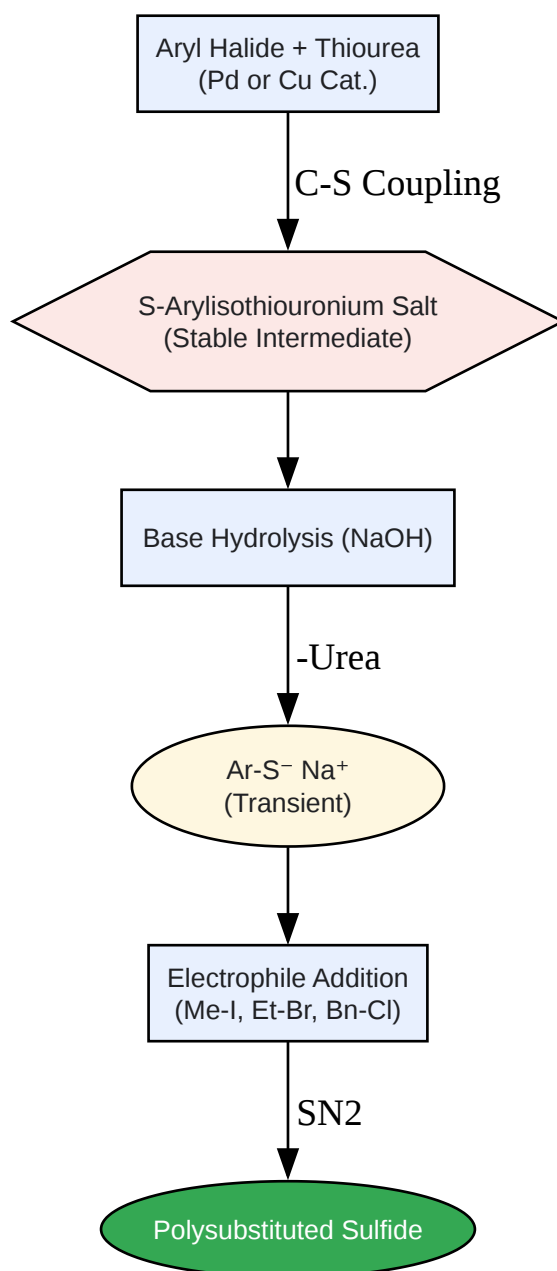 Aryl Halide + Thiourea
(Pd or Cu Cat.)
C-S Coupling
S-Arylisothiouronium Salt
(Stable Intermediate)
Base Hydrolysis (NaOH)
-Urea
Ar-S⁻ Na⁺
(Transient)
Electrophile Addition
(Me-I, Et-Br, Bn-Cl)
SN2
Polysubstituted Sulfide